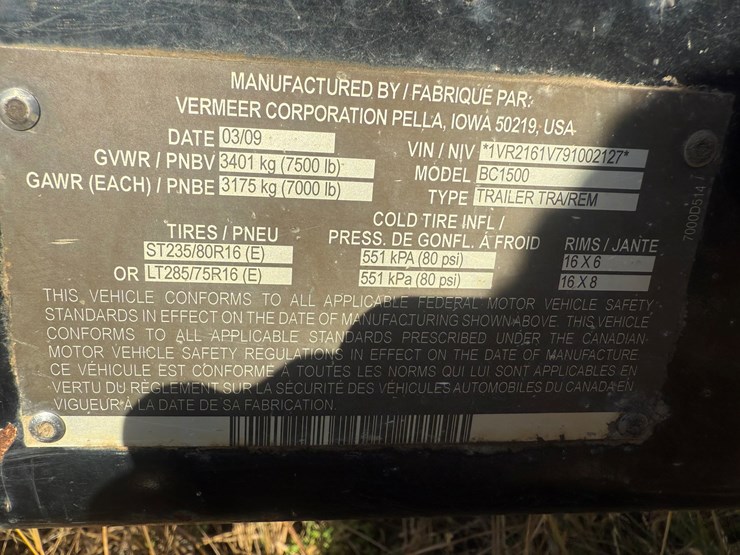 MANUFACTURED BY / FABRIQUÉ PAR:
VERMEER CORPORATION PELLA, IOWA 50219, USA
DATE 03/09
VIN / NIV *1VR2161V791002127*
GVWR / PNBV 3401 kg (7500 lb)
MODEL BC1500
GAWR (EACH) / PNBE 3175 kg (7000 lb)
TYPE TRAILER TRA/REM
TIRES / PNEU
COLD TIRE INFL /
PRESS. DE GONFL. À FROID
RIMS / JANTE
ST235/80R16 (E) 551 kPA (80 psi) 16 X 6
OR LT285/75R16 (E) 551 kPa (80 psi) 16 X 8
THIS VEHICLE CONFORMS TO ALL APPLICABLE FEDERAL MOTOR VEHICLE SAFETY
STANDARDS IN EFFECT ON THE DATE OF MANUFACTURING SHOWN ABOVE. THIS VEHICLE
CONFORMS TO ALL APPLICABLE STANDARDS PRESCRIBED UNDER THE CANADIAN
MOTOR VEHICLE SAFETY REGULATIONS IN EFFECT ON THE DATE OF MANUFACTURE
CE VÉHICULE EST CONFORME À TOUTES LES NORMES QUI LUI SONT APPLICABLES EN
VERTU DU RÈGLEMENT SUR LA SÉCURITÉ DES VÉHICULES AUTOMOBILES DU CANADA EN
VIGUEUR À LA DATE DE SA FABRICATION.
7000D514 7